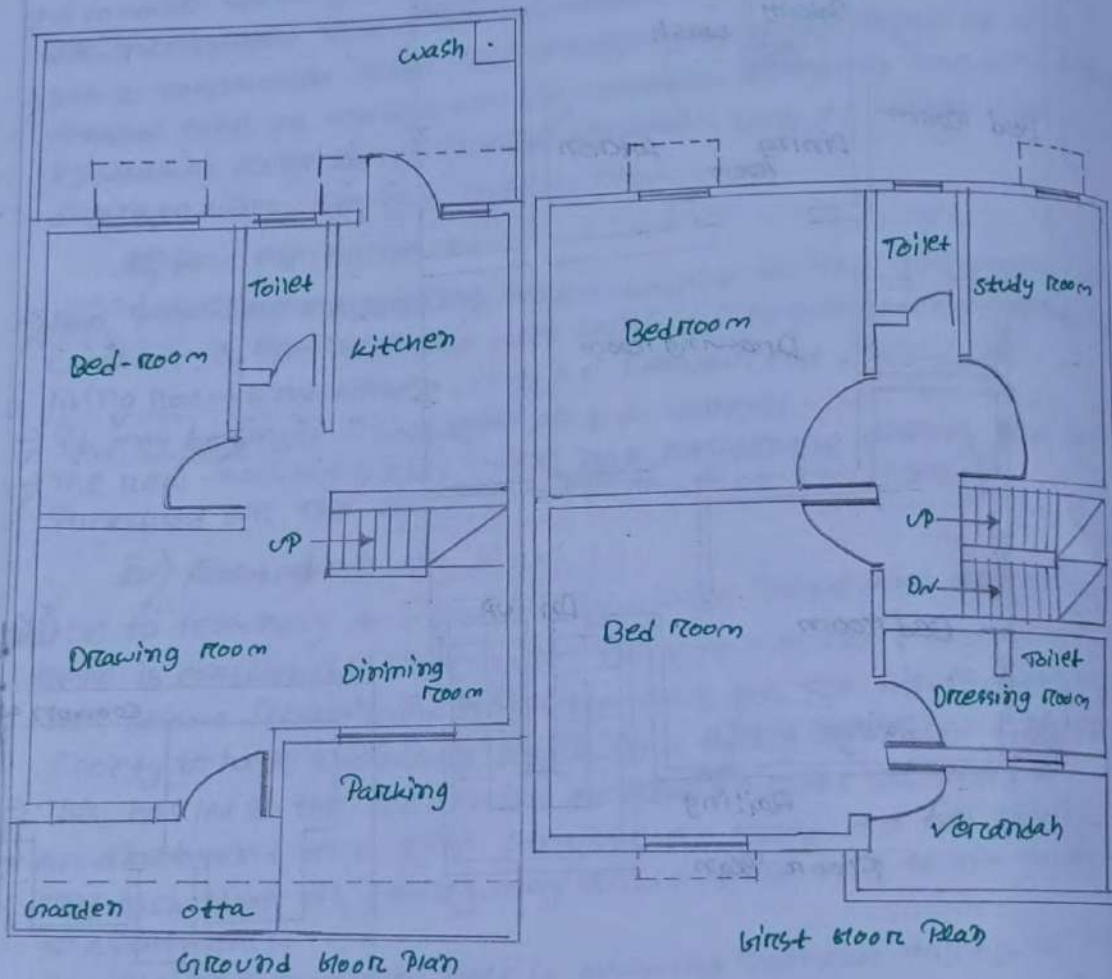 wash
Toilet
Bed-room
kitchen
UP
Drawing room
Dinning
room
Parking
Garden
otta
Ground floor Plan
Toilet
Study room
Bedroom
UP
DN
Bed room
Toilet
Dressing room
Verandah
First floor Plan